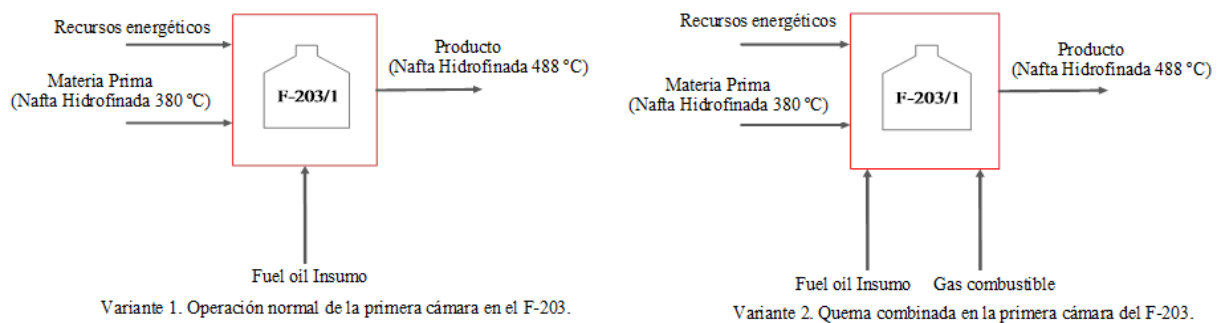 Recursos energéticos
Materia Prima
(Nafta Hidrofinada 380 °C)
F-203/1
Producto
(Nafta Hidrofinada 488 °C)
Fuel oil Insumo
Variante 1. Operación normal de la primera cámara en el F-203.
Recursos energéticos
Materia Prima
(Nafta Hidrofinada 380 °C)
F-203/1
Producto
(Nafta Hidrofinada 488 °C)
Fuel oil Insumo
Gas combustible
Variante 2. Quema combinada en la primera cámara del F-203.